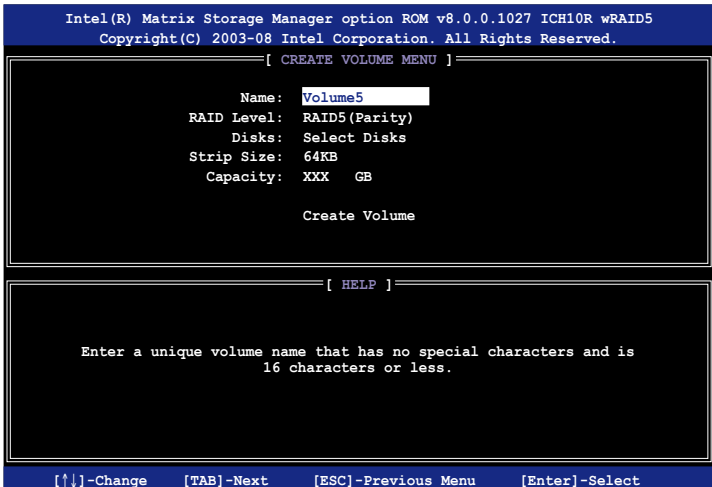 Intel(R) Matrix Storage Manager option ROM v8.0.0.1027 ICH10R wRAID5
Copyright(C) 2003-08 Intel Corporation. All Rights Reserved.
[ CREATE VOLUME MENU ]
Name: Volume5
RAID Level: RAID5(Parity)
Disks: Select Disks
Strip Size: 64KB
Capacity: XXX GB
Create Volume
[ HELP ]
Enter a unique volume name that has no special characters and is
16 characters or less.
[↑↓]-Change [TAB]-Next [ESC]-Previous Menu [Enter]-Select